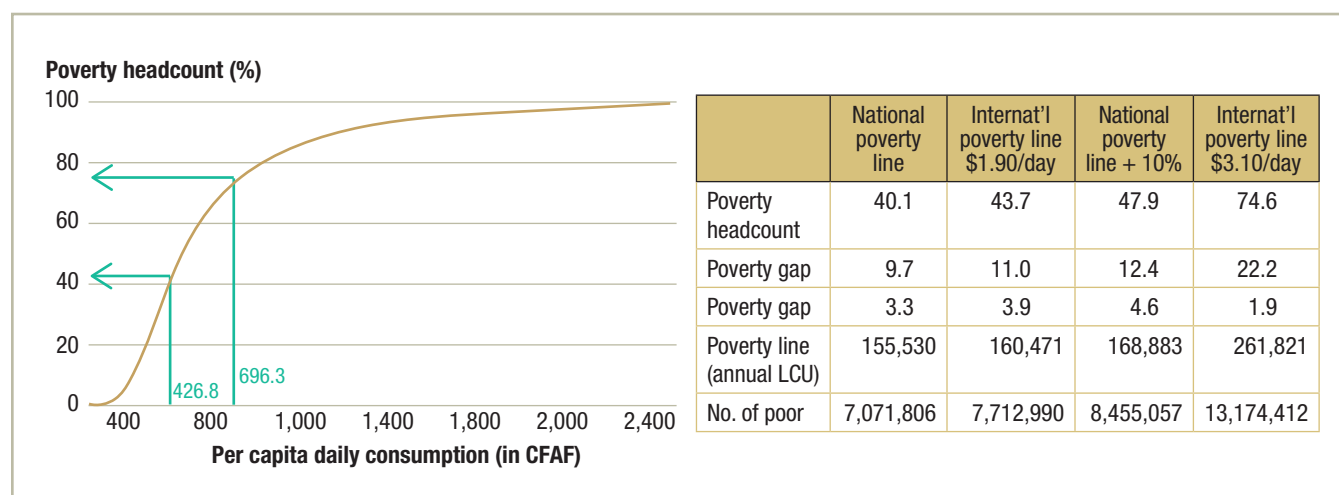 Poverty headcount (%)
100
80
60
40
20
0
426.8
696.3
400 800 1,000 1,400 1,800 2,000 2,400
Per capita daily consumption (in CFAF)
National poverty line
Internat'l poverty line $1.90/day
National poverty line + 10%
Internat'l poverty line $3.10/day
Poverty headcount 40.1 43.7 47.9 74.6
Poverty gap 9.7 11.0 12.4 22.2
Poverty gap 3.3 3.9 4.6 1.9
Poverty line (annual LCU) 155,530 160,471 168,883 261,821
No. of poor 7,071,806 7,712,990 8,455,057 13,174,412